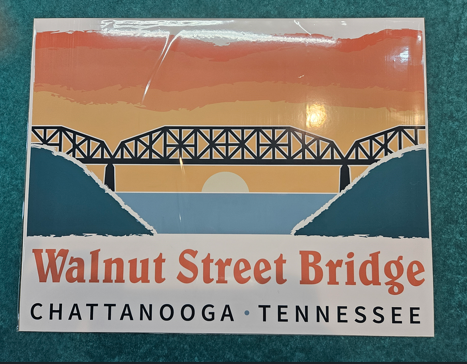 Walnut Street Bridge
CHATTANOOGA • TENNESSEE